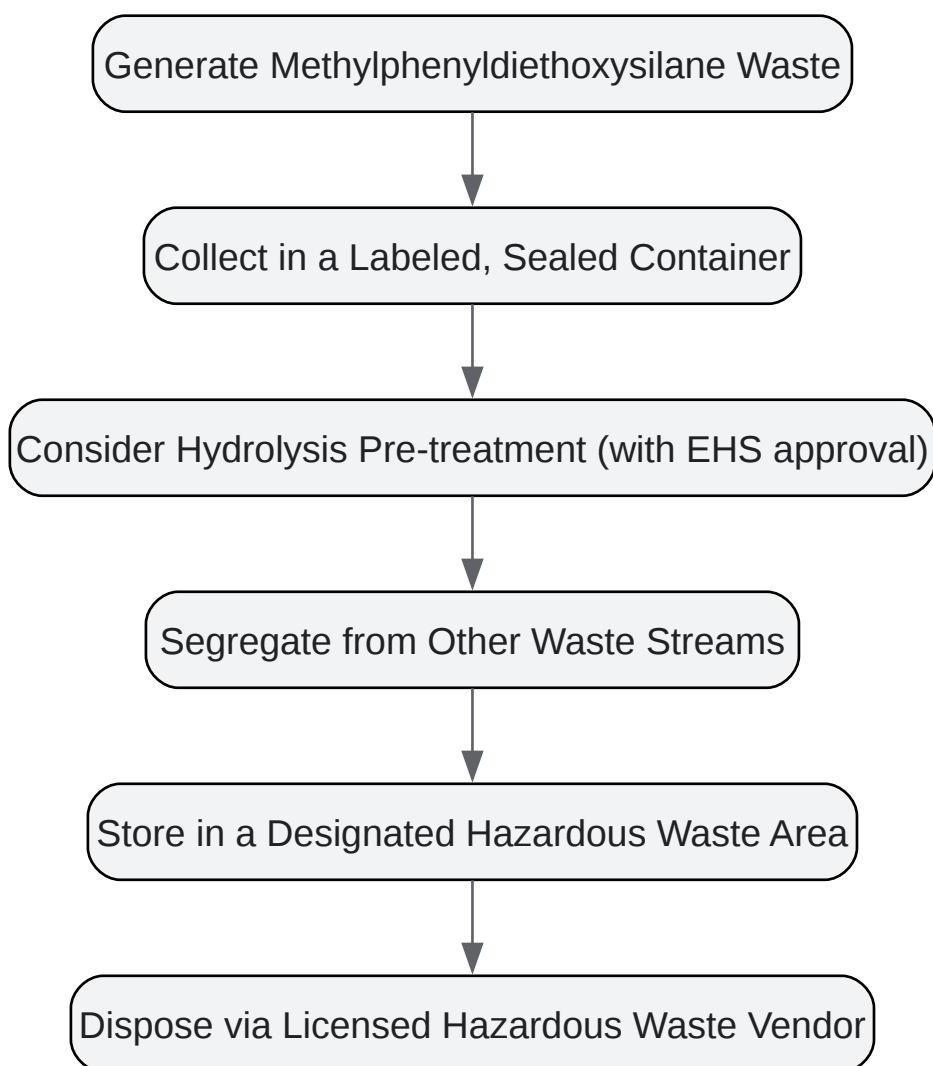 Generate Methylphenyldiethoxysilane Waste
Collect in a Labeled, Sealed Container
Consider Hydrolysis Pre-treatment (with EHS approval)
Segregate from Other Waste Streams
Store in a Designated Hazardous Waste Area
Dispose via Licensed Hazardous Waste Vendor